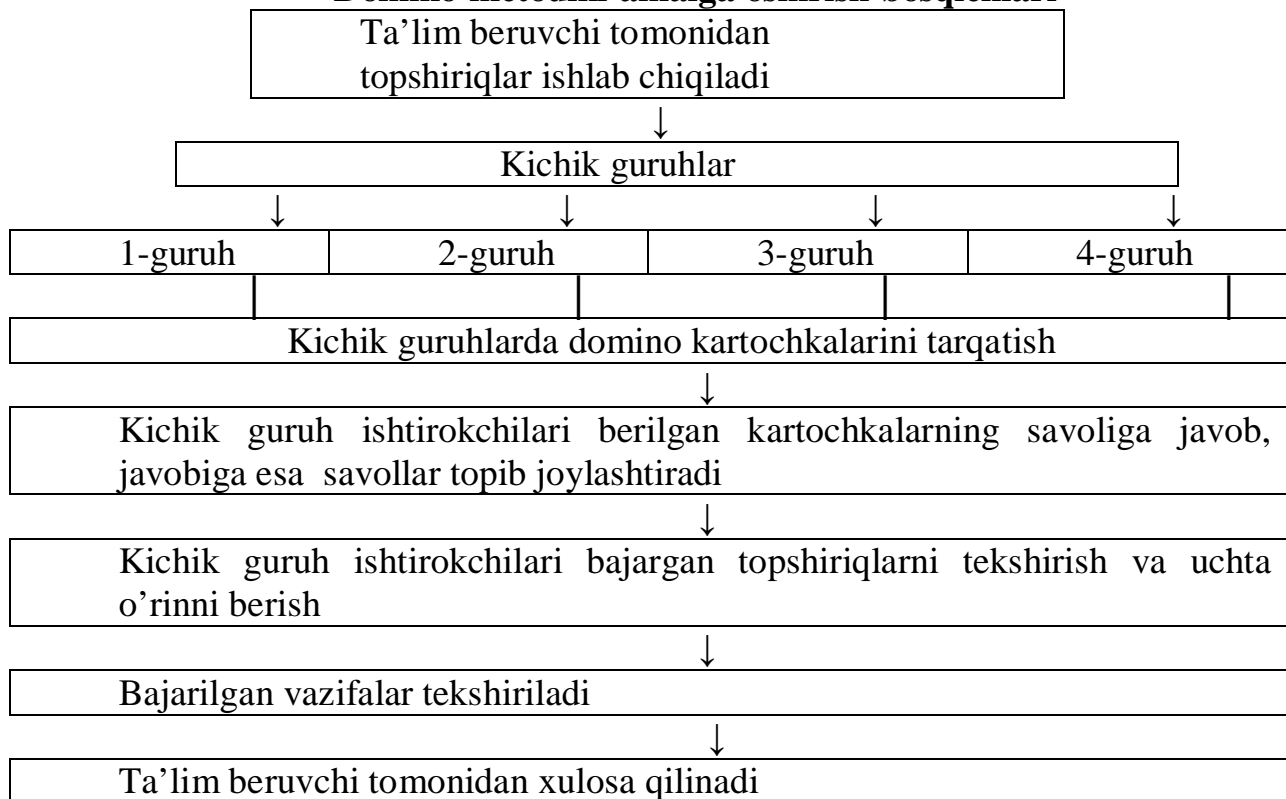 Ta’lim beruvchi tomonidan
topshiriqlar ishlab chiqiladi
↓
Kichik guruhlar
↓ ↓ ↓ ↓
1-guruh 2-guruh 3-guruh 4-guruh
Kichik guruhlarda domino kartochkalarini tarqatish
↓
Kichik guruh ishtirokchilari berilgan kartochkalarning savoliga javob,
javobiga esa savollar topib joylashtiradi
↓
Kichik guruh ishtirokchilari bajargan topshiriqlarni tekshirish va uchta
o’rinni berish
↓
Bajarilgan vazifalar tekshiriladi
↓
Ta’lim beruvchi tomonidan xulosa qilinadi